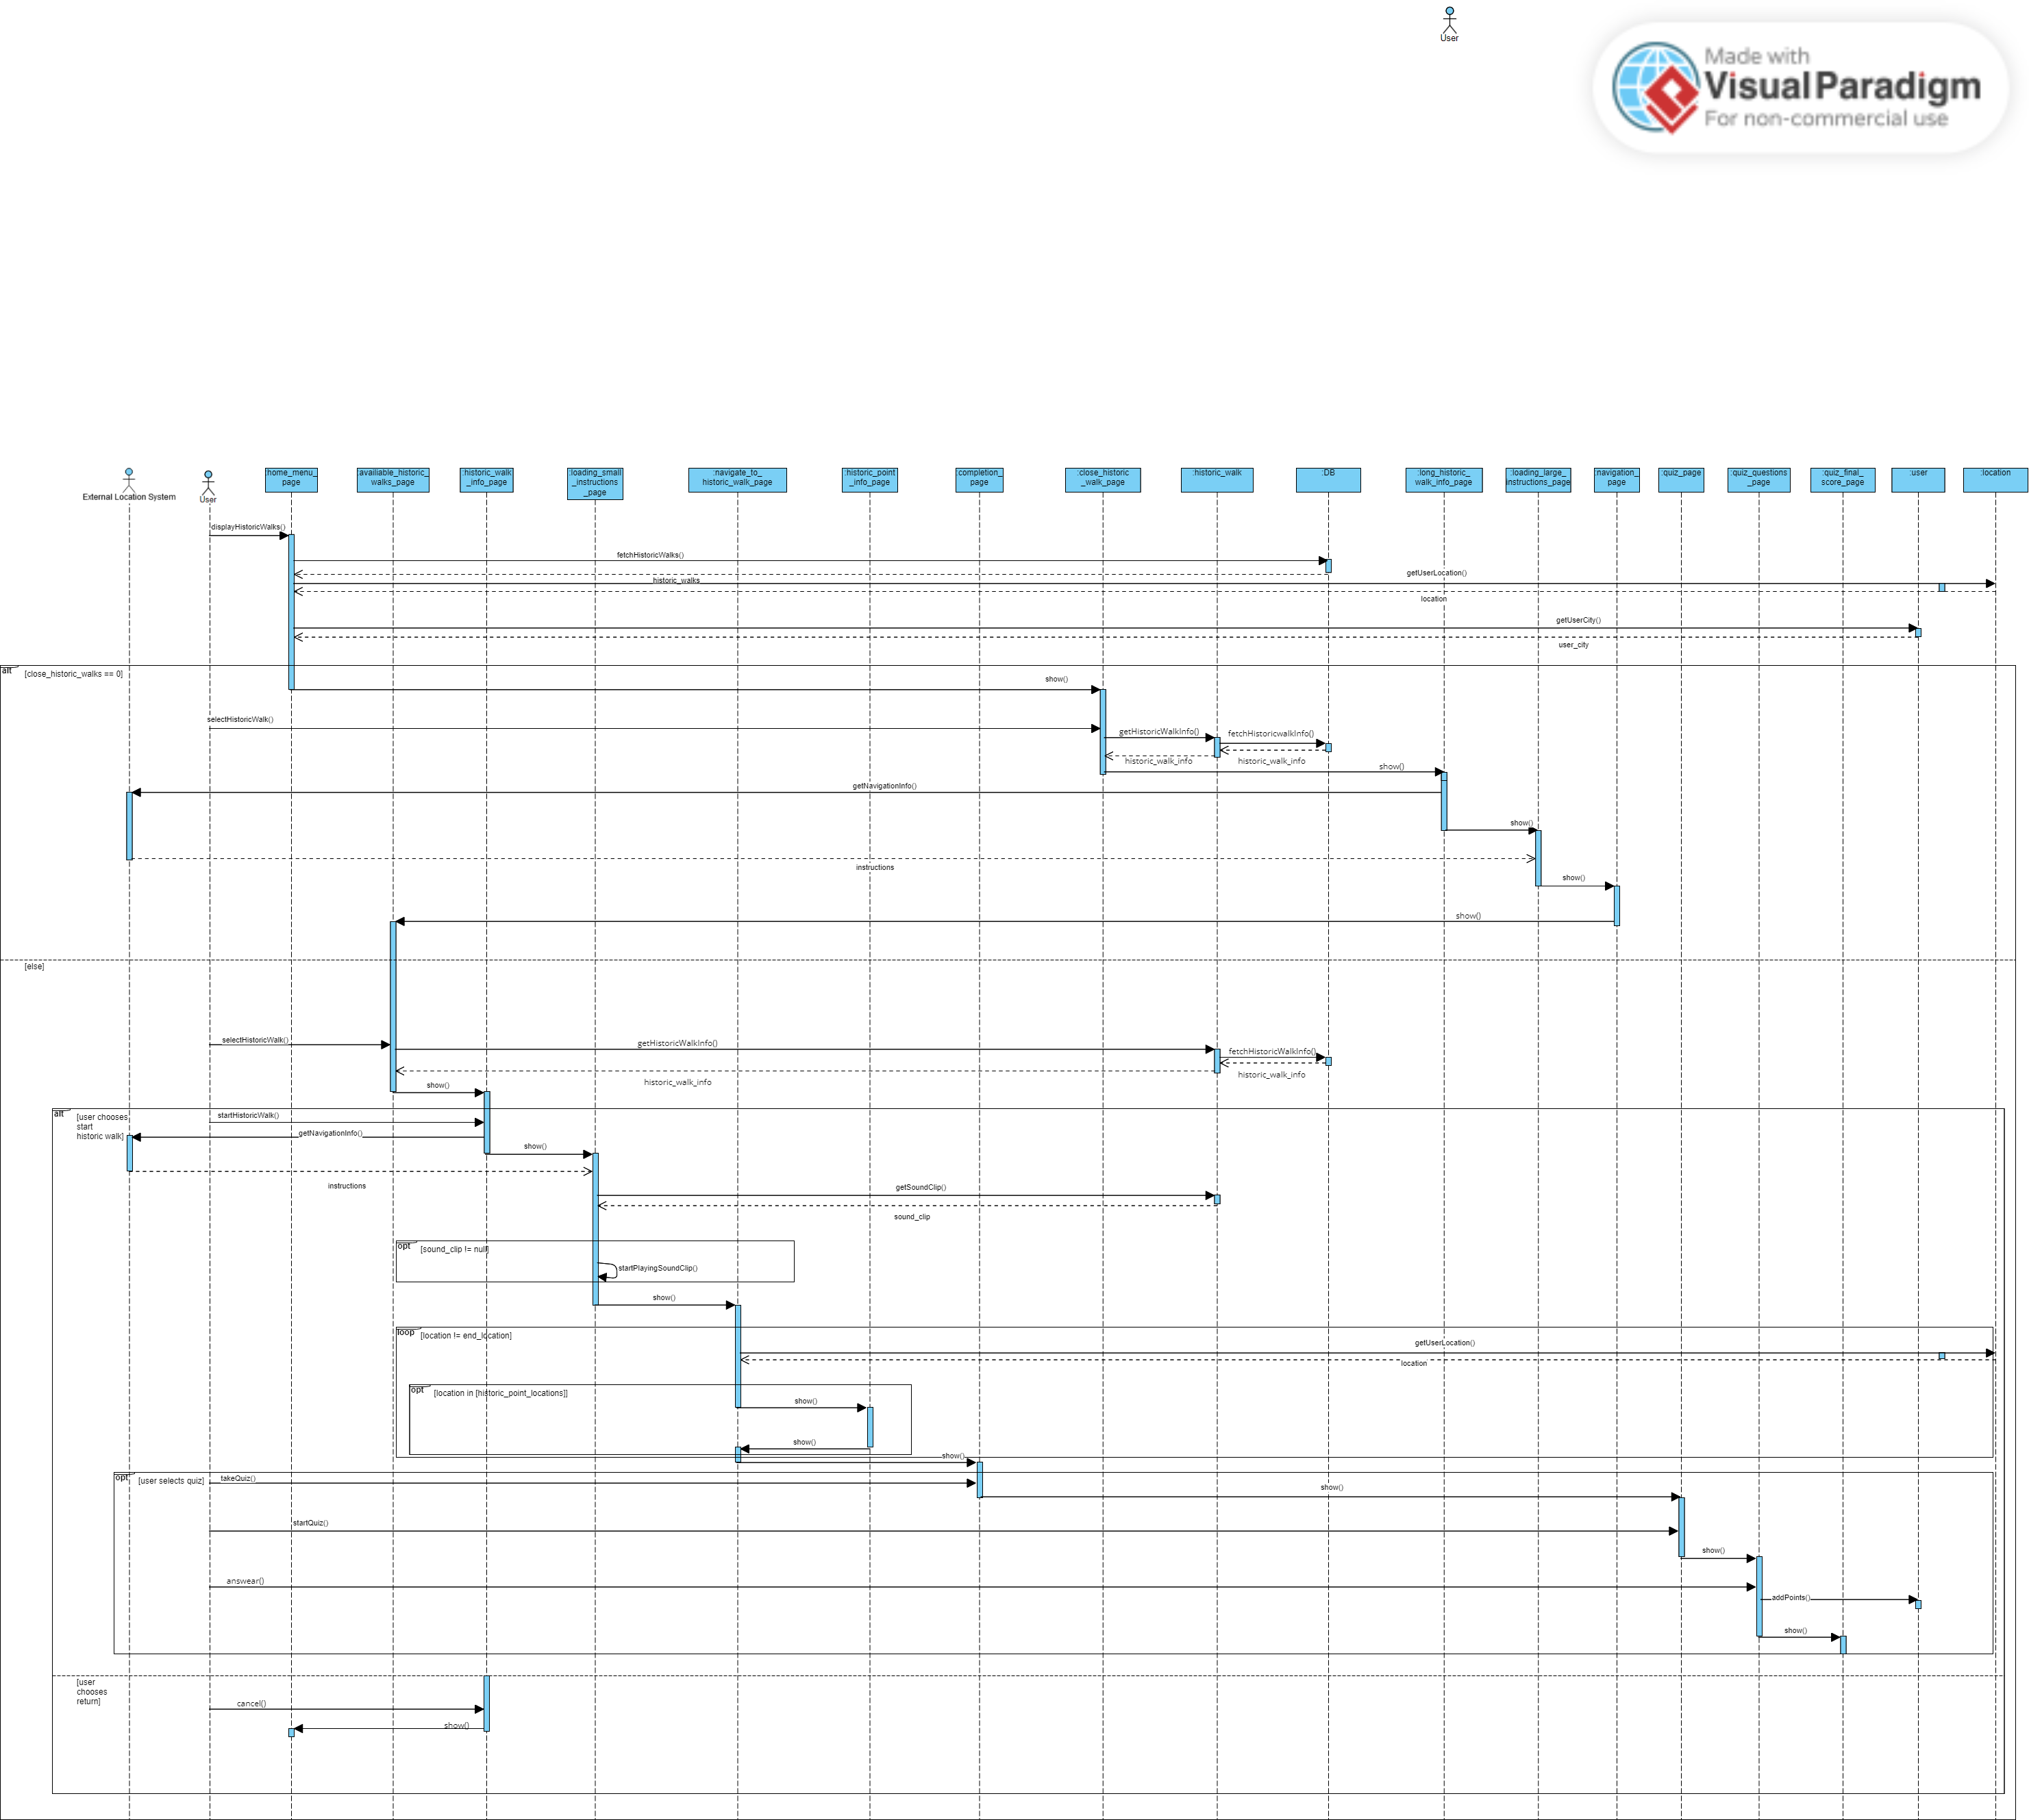 User
Made with
Visual Paradigm
For non-commercial use
External Location System
User
:home_menu_
page
:availiable_historic_
walks_page
:historic_walk
_info_page
:loading_small
_instructions
_page
:navigate_to_
historic_walk_page
:historic_point
_info_page
completion_
page
:close_historic
_walk_page
:historic_walk
:DB
:long_historic_
walk_info_page
:loading_large_
instructions_page
navigation_
page
:quiz_page
:quiz_questions
_page
:quiz_final_
score_page
:user
:location
displayHistoricWalks()
fetchHistoricWalks()
historic_walks
getUserLocation()
location
getUserCity()
user_city
alt
[close_historic_walks == 0]
show()
selectHistoricWalk()
getHistoricWalkInfo()
fetchHistoricwalkInfo()
historic_walk_info
historic_walk_info
show()
getNavigationInfo()
show()
instructions
show()
show()
[else]
selectHistoricWalk()
getHistoricWalkInfo()
fetchHistoricWalkInfo()
historic_walk_info
historic_walk_info
show()
alt
[user chooses
start
historic walk]
startHistoricWalk()
getNavigationInfo()
show()
instructions
getSoundClip()
sound_clip
opt
[sound_clip != null]
startPlayingSoundClip()
show()
loop
[location != end_location]
getUserLocation()
location
opt
[location in [historic_point_locations]]
show()
show()
show()
opt
[user selects quiz]
takeQuiz()
show()
startQuiz()
show()
answear()
addPoints()
show()
[user
chooses
return]
cancel()
show()